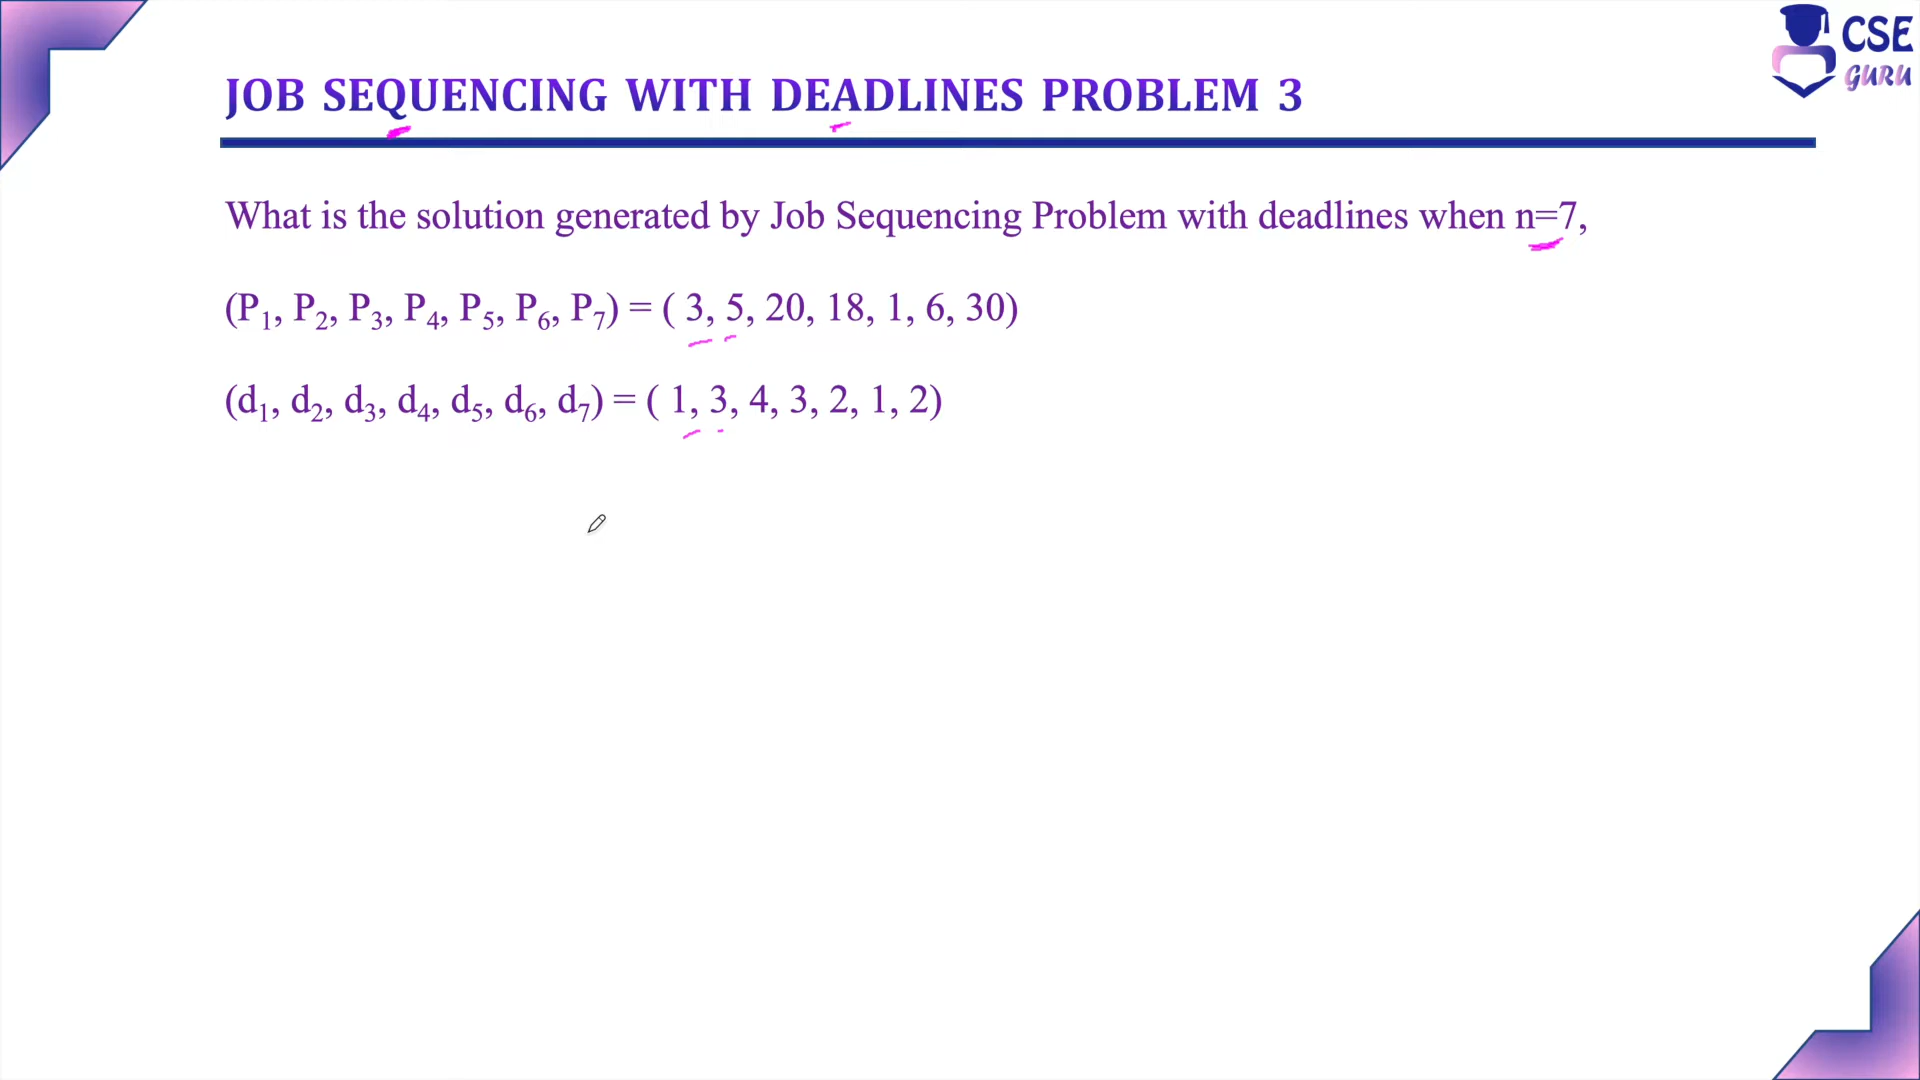 CSE
GURU
JOB SEQUENCING WITH DEADLINES PROBLEM 3
What is the solution generated by Job Sequencing Problem with deadlines when n=7,
(P₁, P₂, P₃, P₄, P₅, P₆, P₇) = ( 3, 5, 20, 18, 1, 6, 30)
(d₁, d₂, d₃, d₄, d₅, d₆, d₇) = ( 1, 3, 4, 3, 2, 1, 2)